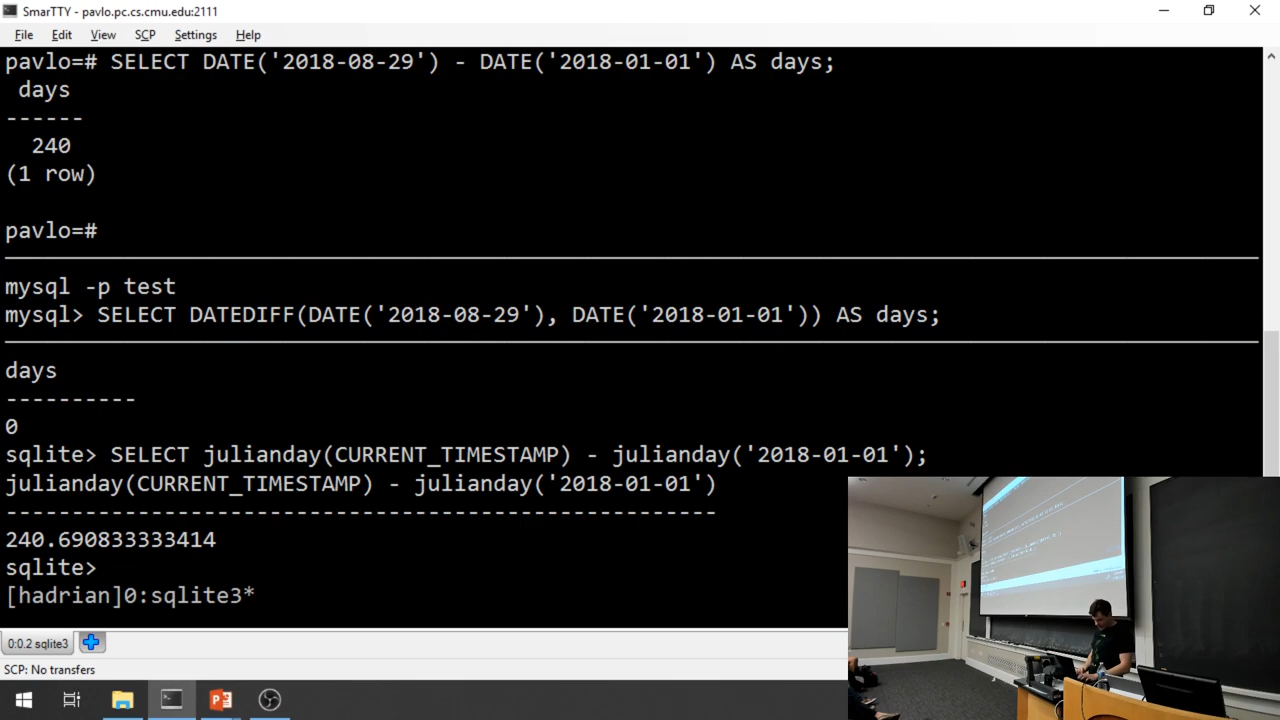 SmarTTY - pavlo.pc.cs.cmu.edu:2111
File Edit View SCP Settings Help
pavlo=# SELECT DATE('2018-08-29') - DATE('2018-01-01') AS days;
days
------
240
(1 row)
pavlo=#
mysql -p test
mysql> SELECT DATEDIFF(DATE('2018-08-29'), DATE('2018-01-01')) AS days;
days
----------
0
sqlite> SELECT julianday(CURRENT_TIMESTAMP) - julianday('2018-01-01');
julianday(CURRENT_TIMESTAMP) - julianday('2018-01-01')
------------------------------------------------------
240.690833333414
sqlite>
[hadrian]0:sqlite3*
0:0.2 sqlite3
SCP: No transfers